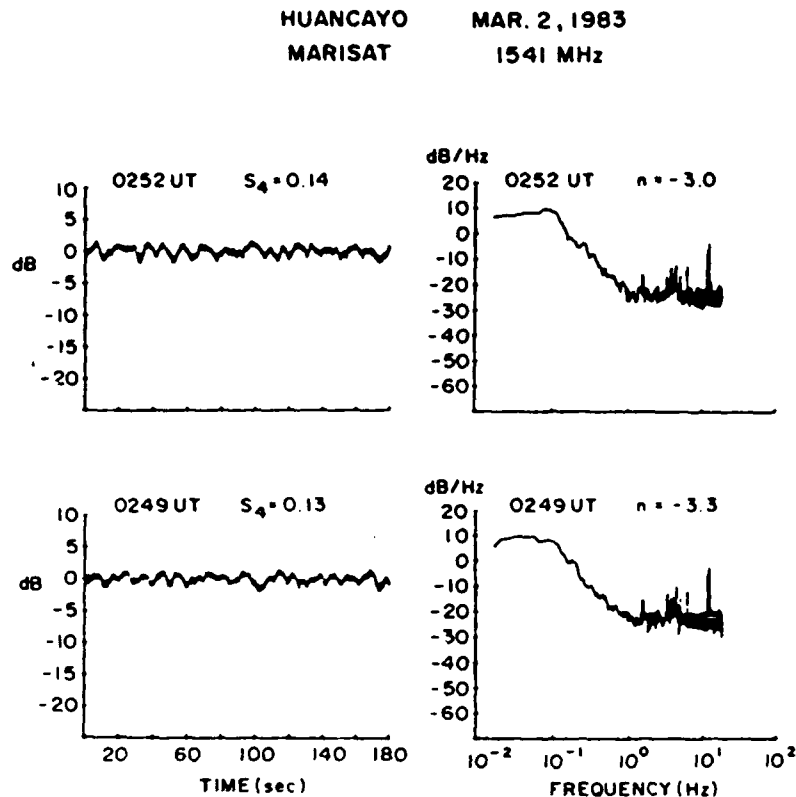 HUANCAYO MAR. 2, 1983
MARISAT 1541 MHz
0252 UT S4 = 0.14
10
5
0
-5
-10
-15
-20
dB
dB/Hz
0252 UT n = -3.0
20
10
0
-10
-20
-30
-40
-50
-60
0249 UT S4 = 0.13
10
5
0
-5
-10
-15
-20
dB
20 60 100 140 180
TIME (sec)
dB/Hz
0249 UT n = -3.3
20
10
0
-10
-20
-30
-40
-50
-60
10-2 10-1 100 101 102
FREQUENCY (Hz)